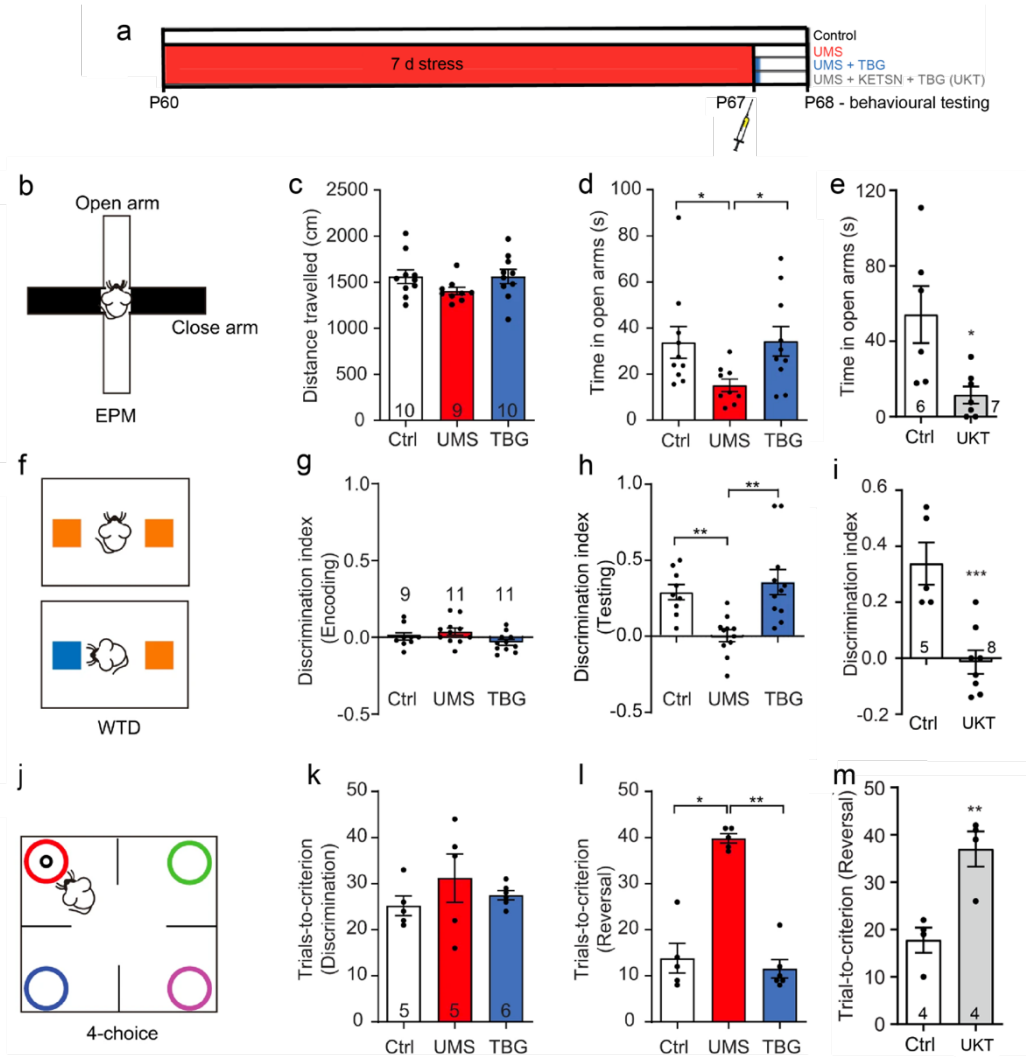 a
Control
UMS
7 d stress
UMS + TBG
UMS + KETSN + TBG (UKT)
P60
P67
P68 - behavioural testing
b
Open arm
Close arm
EPM
c
Distance travelled (cm)
2500
2000
1500
1000
500
0
10
9
10
Ctrl
UMS
TBG
d
Time in open arms (s)
100
80
60
40
20
0
*
*
Ctrl
UMS
TBG
e
Time in open arms (s)
120
80
40
0
*
6
7
Ctrl
UKT
f
WTD
g
Discrimination index
(Encoding)
1.0
0.5
0.0
-0.5
9
11
11
Ctrl
UMS
TBG
h
Discrimination index
(Testing)
1.0
0.5
0.0
-0.5
**
**
Ctrl
UMS
TBG
i
Discrimination index
0.6
0.4
0.2
0.0
-0.2
***
5
8
Ctrl
UKT
j
4-choice
k
Trials-to-criterion
(Discrimination)
50
40
30
20
10
0
5
5
6
Ctrl
UMS
TBG
l
Trials-to-criterion
(Reversal)
50
40
30
20
10
0
*
**
Ctrl
UMS
TBG
m
Trial-to-criterion (Reversal)
50
40
30
20
10
0
**
4
4
Ctrl
UKT